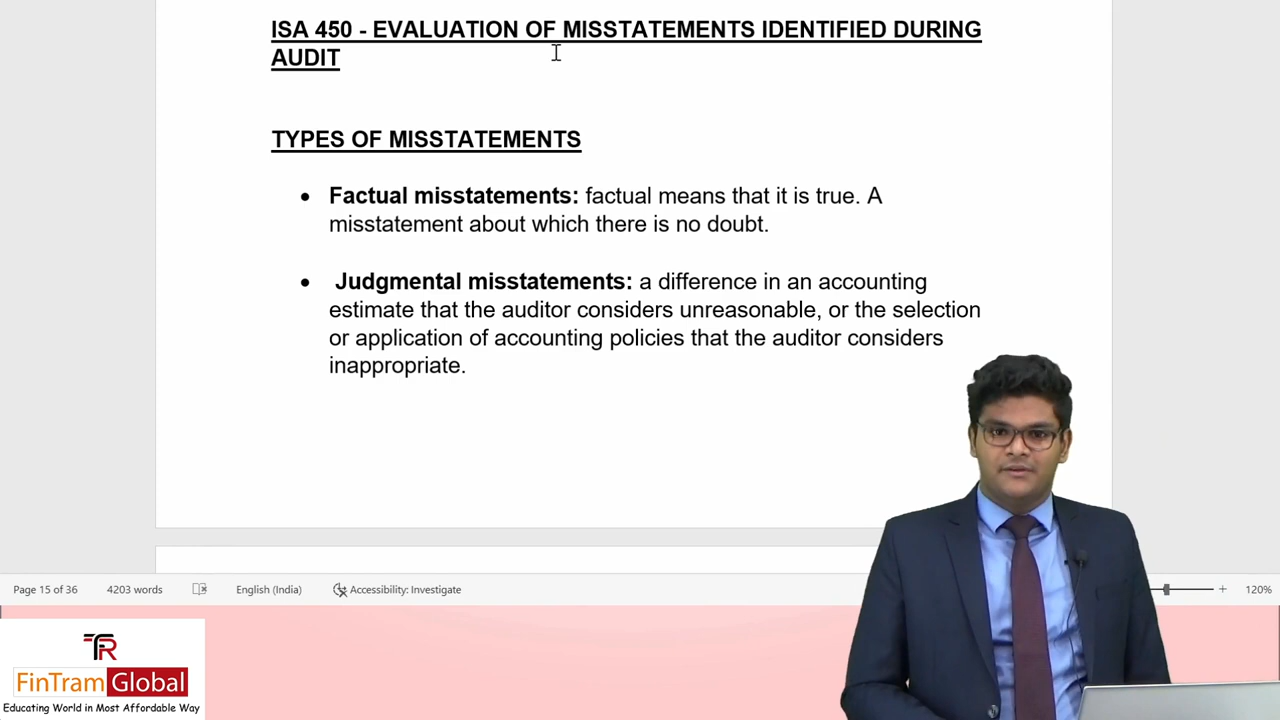 ISA 450 - EVALUATION OF MISSTATEMENTS IDENTIFIED DURING
AUDIT
TYPES OF MISSTATEMENTS
• Factual misstatements: factual means that it is true. A
misstatement about which there is no doubt.
• Judgmental misstatements: a difference in an accounting
estimate that the auditor considers unreasonable, or the selection
or application of accounting policies that the auditor considers
inappropriate.
Page 15 of 36 4203 words English (India) Accessibility: Investigate 120%
TR
FinTram Global
Educating World in Most Affordable Way